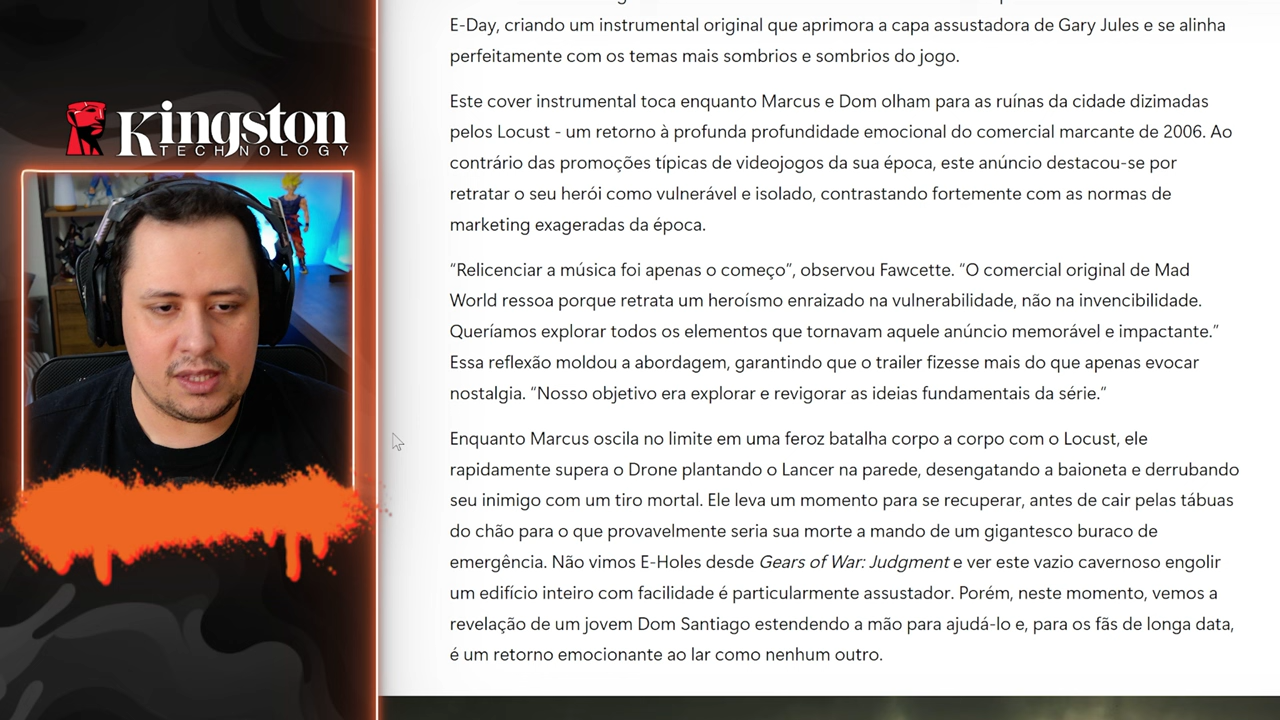 Kingston
TECHNOLOGY
E-Day, criando um instrumental original que aprimora a capa assustadora de Gary Jules e se alinha
perfeitamente com os temas mais sombrios e sombrios do jogo.
Este cover instrumental toca enquanto Marcus e Dom olham para as ruínas da cidade dizimadas
pelos Locust - um retorno à profunda profundidade emocional do comercial marcante de 2006. Ao
contrário das promoções típicas de videojogos da sua época, este anúncio destacou-se por
retratar o seu herói como vulnerável e isolado, contrastando fortemente com as normas de
marketing exageradas da época.
“Relicenciar a música foi apenas o começo”, observou Fawcette. “O comercial original de Mad
World ressoa porque retrata um heroísmo enraizado na vulnerabilidade, não na invencibilidade.
Queríamos explorar todos os elementos que tornavam aquele anúncio memorável e impactante.”
Essa reflexão moldou a abordagem, garantindo que o trailer fizesse mais do que apenas evocar
nostalgia. “Nosso objetivo era explorar e revigorar as ideias fundamentais da série.”
Enquanto Marcus oscila no limite em uma feroz batalha corpo a corpo com o Locust, ele
rapidamente supera o Drone plantando o Lancer na parede, desengatando a baioneta e derrubando
seu inimigo com um tiro mortal. Ele leva um momento para se recuperar, antes de cair pelas tábuas
do chão para o que provavelmente seria sua morte a mando de um gigantesco buraco de
emergência. Não vimos E-Holes desde Gears of War: Judgment e ver este vazio cavernoso engolir
um edifício inteiro com facilidade é particularmente assustador. Porém, neste momento, vemos a
revelação de um jovem Dom Santiago estendendo a mão para ajudá-lo e, para os fãs de longa data,
é um retorno emocionante ao lar como nenhum outro.